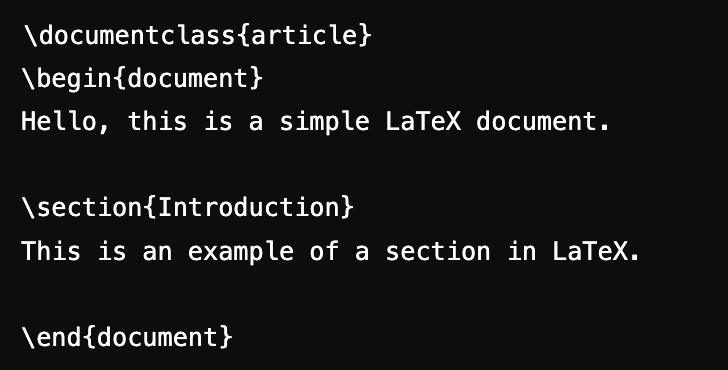 \documentclass{article}
\begin{document}
Hello, this is a simple LaTeX document.
\section{Introduction}
This is an example of a section in LaTeX.
\end{document}